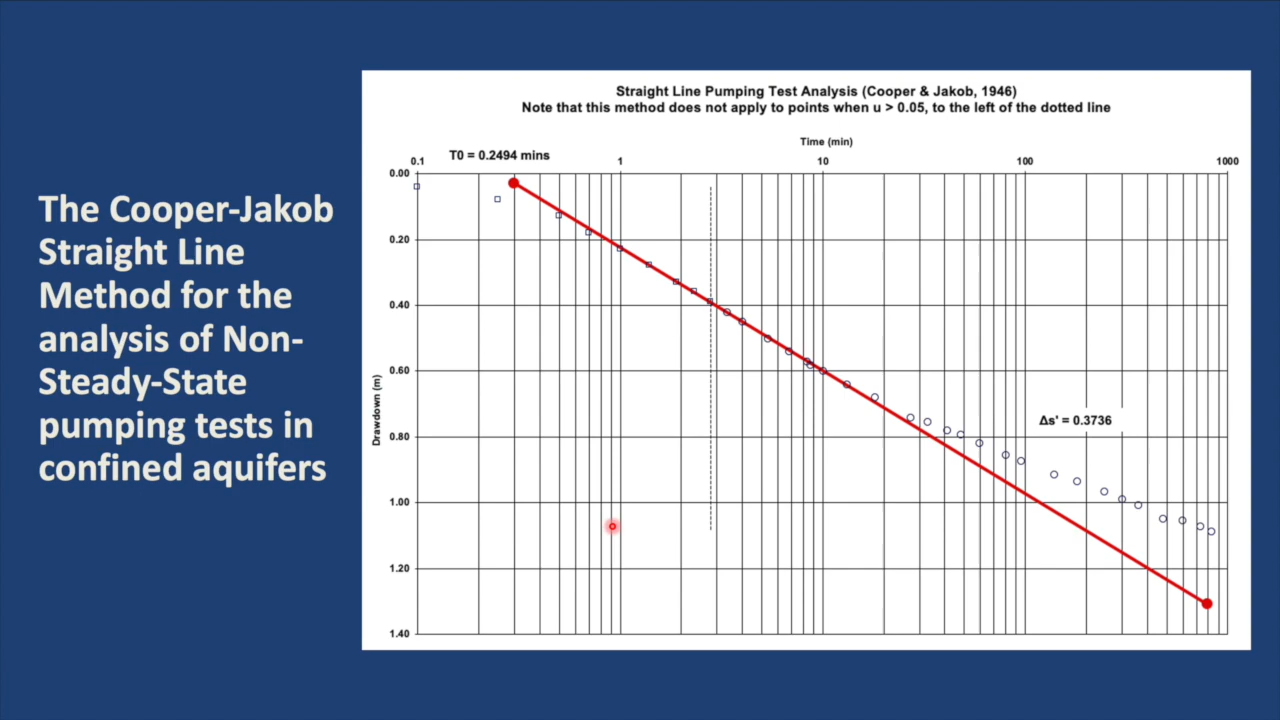 The Cooper-Jakob
Straight Line
Method for the
analysis of Non-
Steady-State
pumping tests in
confined aquifers
Straight Line Pumping Test Analysis (Cooper & Jakob, 1946)
Note that this method does not apply to points when u > 0.05, to the left of the dotted line
Time (min)
T0 = 0.2494 mins
0.1 1 10 100 1000
0.00
0.20
0.40
0.60
0.80
1.00
1.20
1.40
Drawdown (m)
Δs' = 0.3736